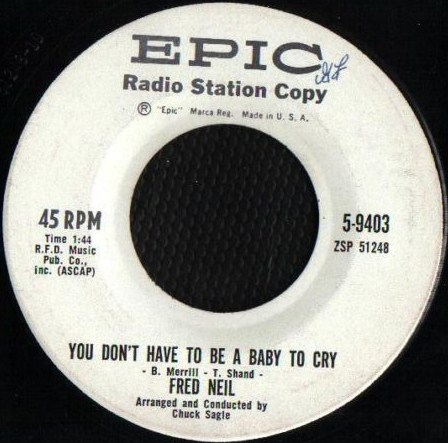 EPIC
Radio Station Copy
® "Epic" Marca Reg. Made in U. S. A.
45 RPM
Time 1:44
R.F.D. Music
Pub. Co.,
Inc. (ASCAP)
5-9403
ZSP 51248
YOU DON'T HAVE TO BE A BABY TO CRY
- B. Merrill - T. Shand -
FRED NEIL
Arranged and Conducted by
Chuck Sagle